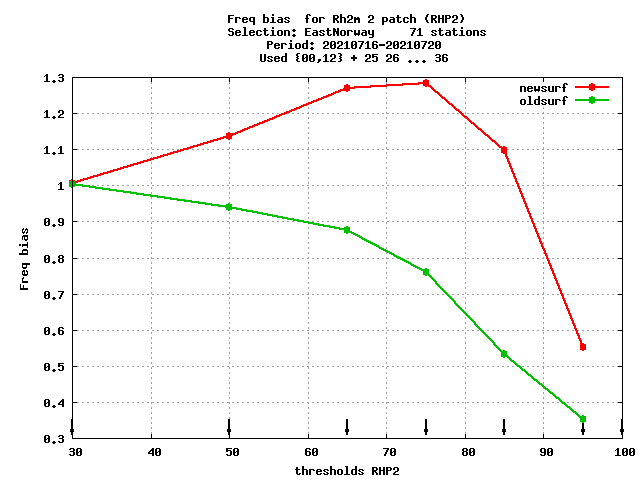 Freq bias  for Rh2m 2 patch (RHP2)
Selection: EastNorway     71 stations
Period: 20210716-20210720
Used {00,12} + 25 26 ... 36
newsurf
oldsurf
1.3
1.2
1.1
1
0.9
0.8
0.7
0.6
0.5
0.4
0.3
Freq bias
30 40 50 60 70 80 90 100
thresholds RHP2